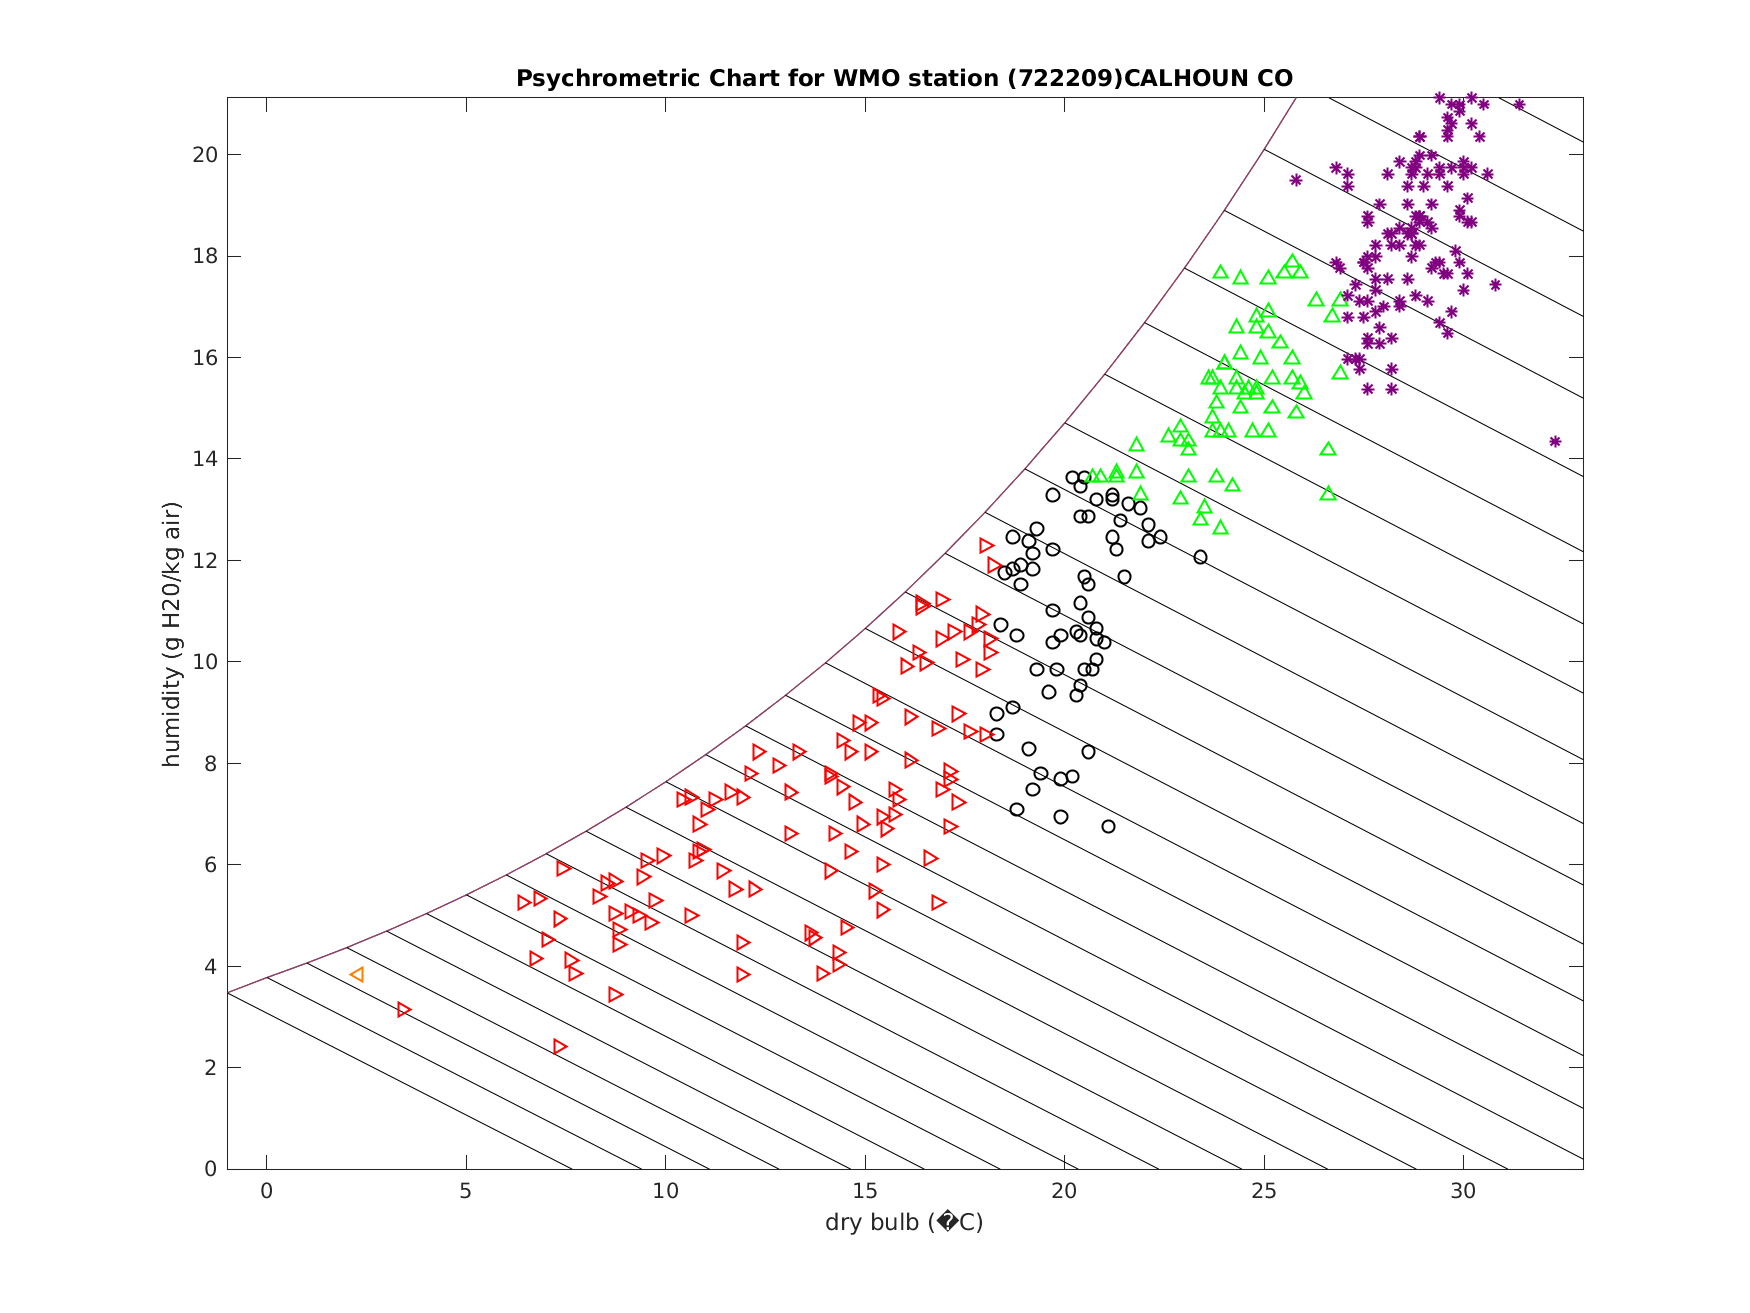 Psychrometric Chart for WMO station (722209)CALHOUN CO
20
18
16
14
12
10
8
6
4
2
0
humidity (g H20/kg air)
0 5 10 15 20 25 30
dry bulb (�C)